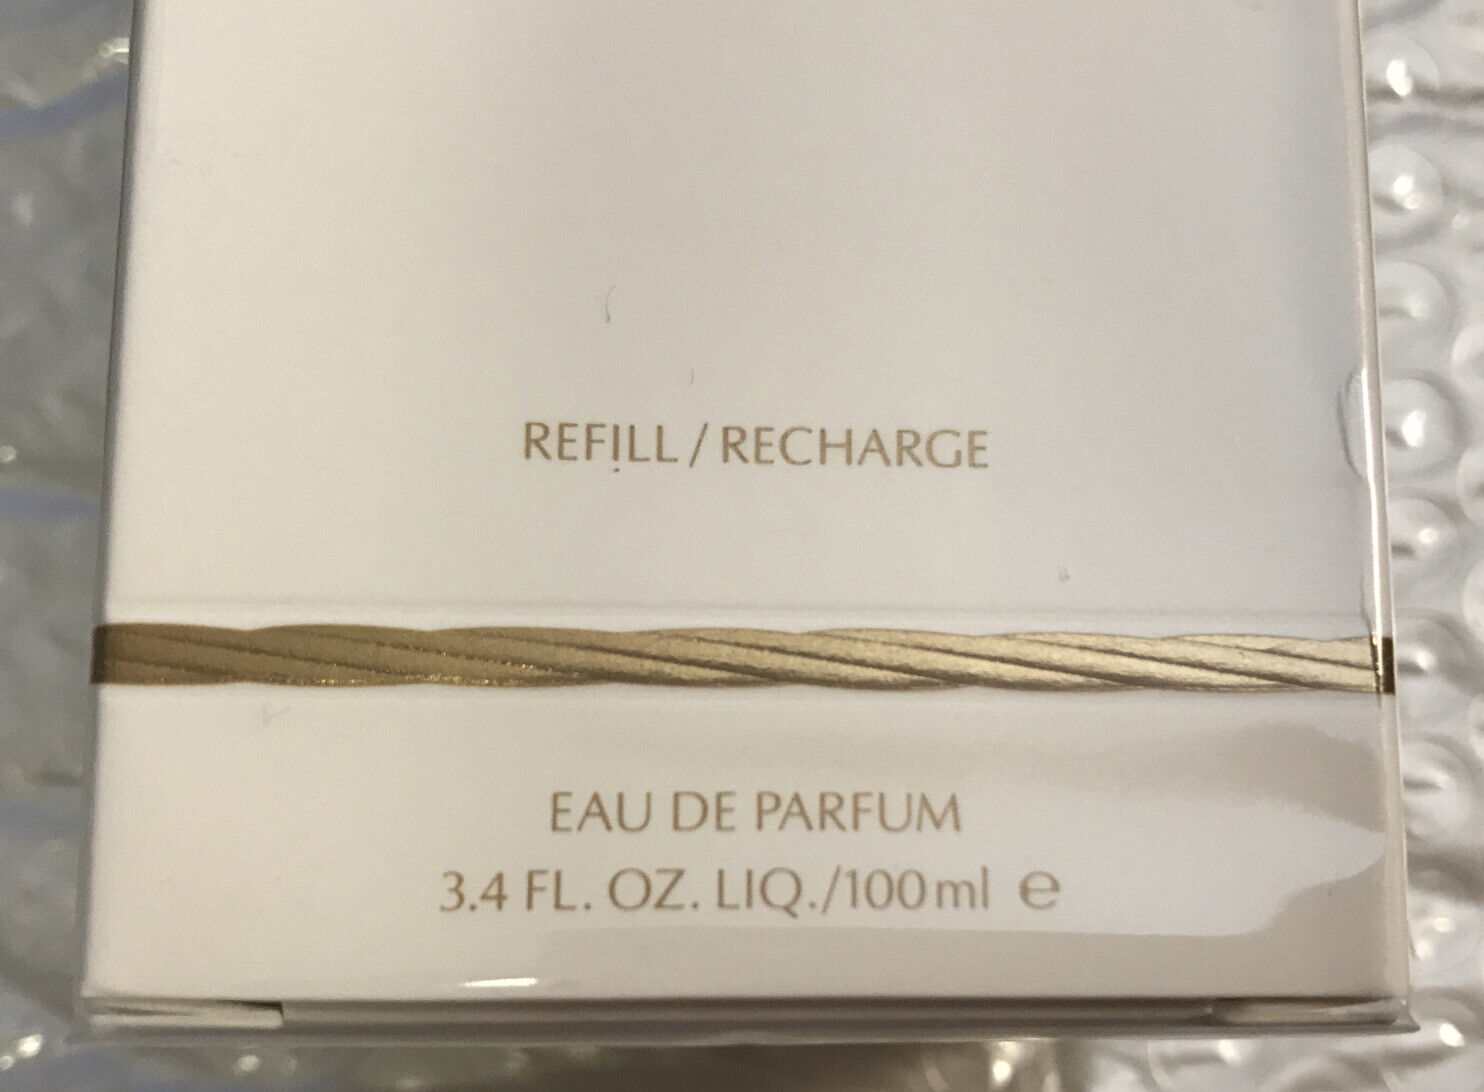 REFILL / RECHARGE
EAU DE PARFUM
3.4 FL. OZ. LIQ./100ml ℮